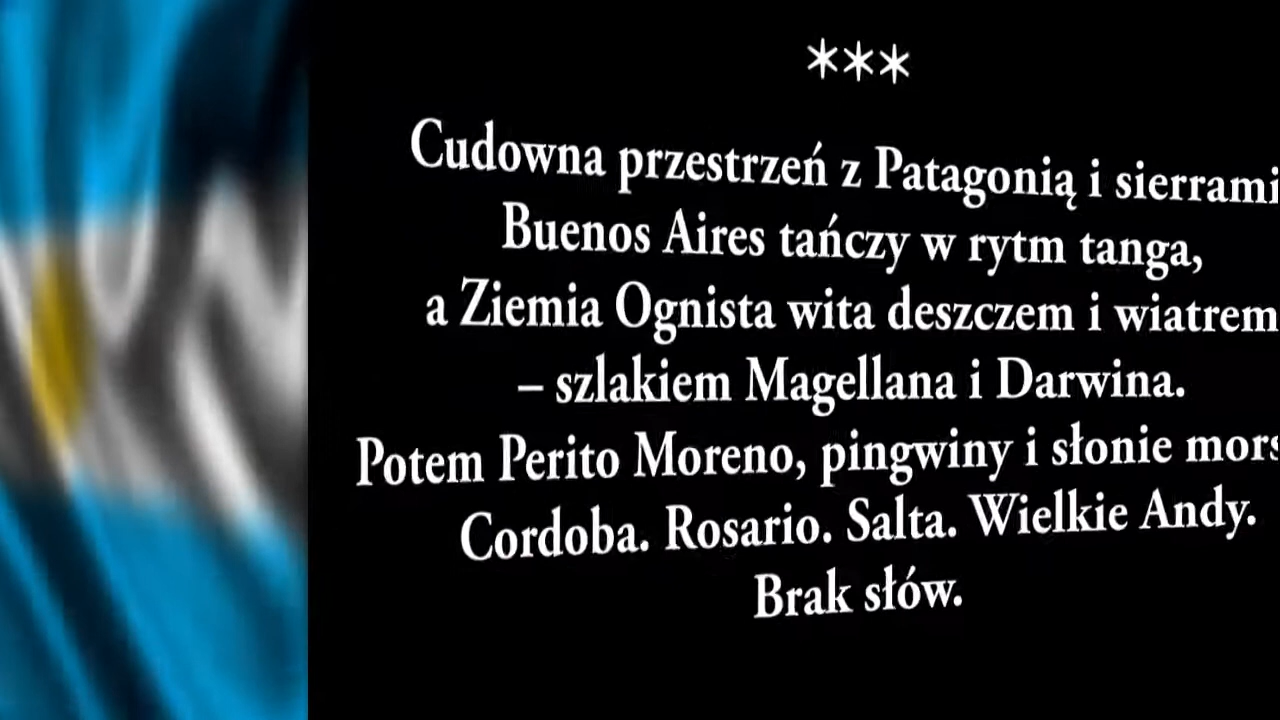 ***
Cudowna przestrzeń z Patagonią i sierrami
Buenos Aires tańczy w rytm tanga,
a Ziemia Ognista wita deszczem i wiatrem
– szlakiem Magellana i Darwina.
Potem Perito Moreno, pingwiny i słonie
Cordoba. Rosario. Salta. Wielkie Andy.
Brak słów.